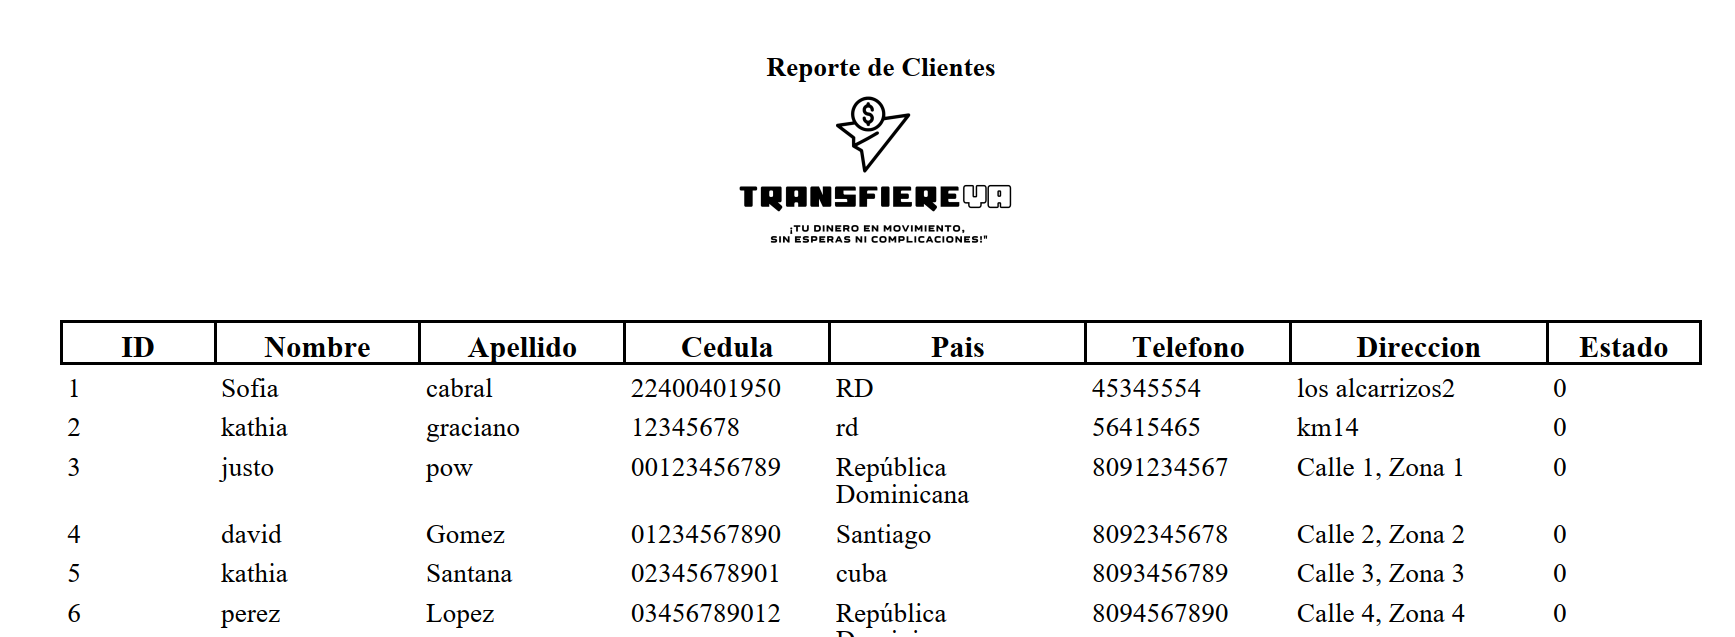 Reporte de Clientes
$
TRANSFIEREYA
¡TU DINERO EN MOVIMIENTO,
SIN ESPERAS NI COMPLICACIONES!"
ID Nombre Apellido Cedula Pais Telefono Direccion Estado
1 Sofia cabral 22400401950 RD 45345554 los alcarrizos2 0
2 kathia graciano 12345678 rd 56415465 km14 0
3 justo pow 00123456789 República 8091234567 Calle 1, Zona 1 0
Dominicana
4 david Gomez 01234567890 Santiago 8092345678 Calle 2, Zona 2 0
5 kathia Santana 02345678901 cuba 8093456789 Calle 3, Zona 3 0
6 perez Lopez 03456789012 República 8094567890 Calle 4, Zona 4 0